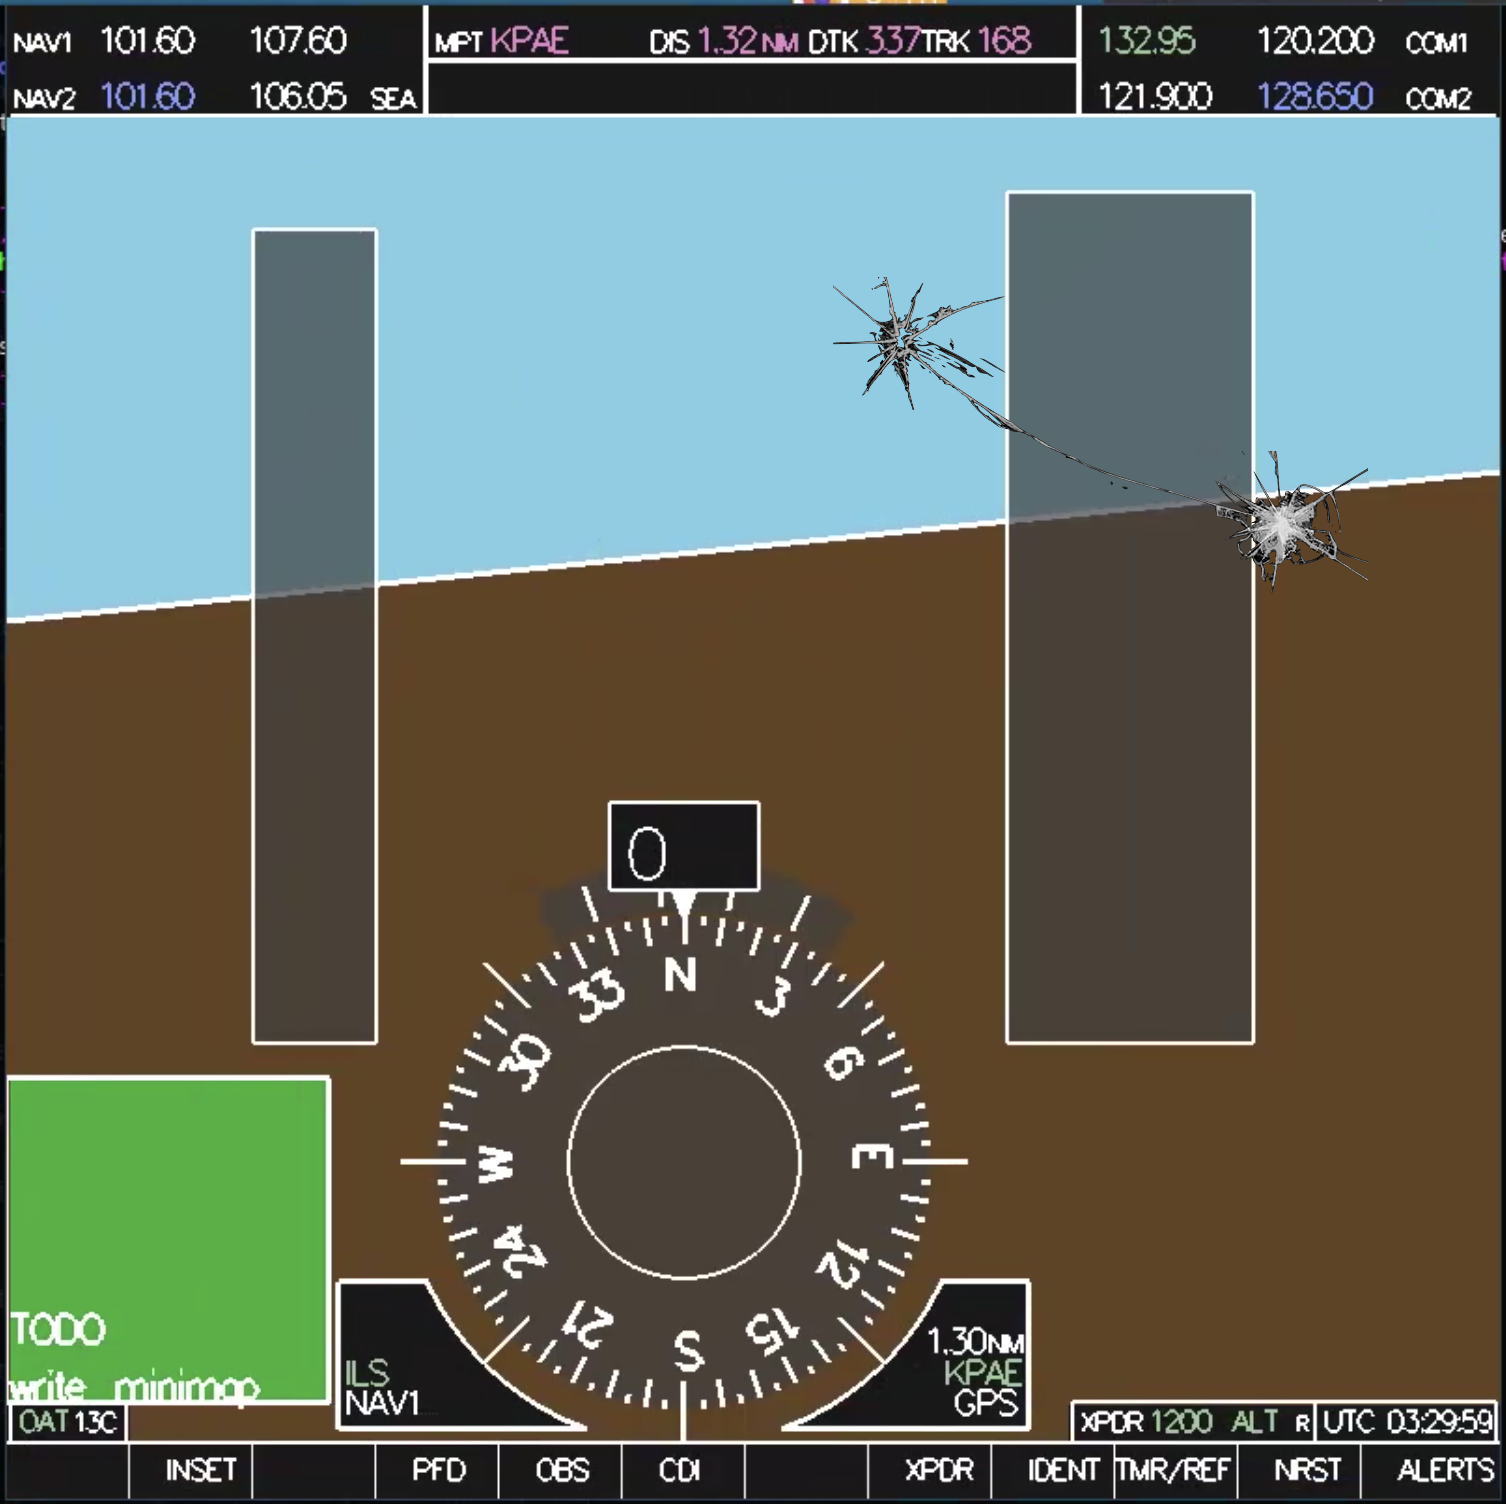 NAV1 101.60 107.60
NAV2 101.60 106.05 SEA
MPT KPAE DIS 1.32 NM DTK 337 TRK 168
132.95 120.200 COM1
121.900 128.650 COM2
0
N
33 3
30 6
W E
24 12
21 15
S
TODO
write minimap
ILS
NAV1
1.30NM
KPAE
GPS
OAT 13C
XPDR 1200 ALT R UTC 03:29:59
INSET PFD OBS CDI XPDR IDENT TMR/REF NRST ALERTS